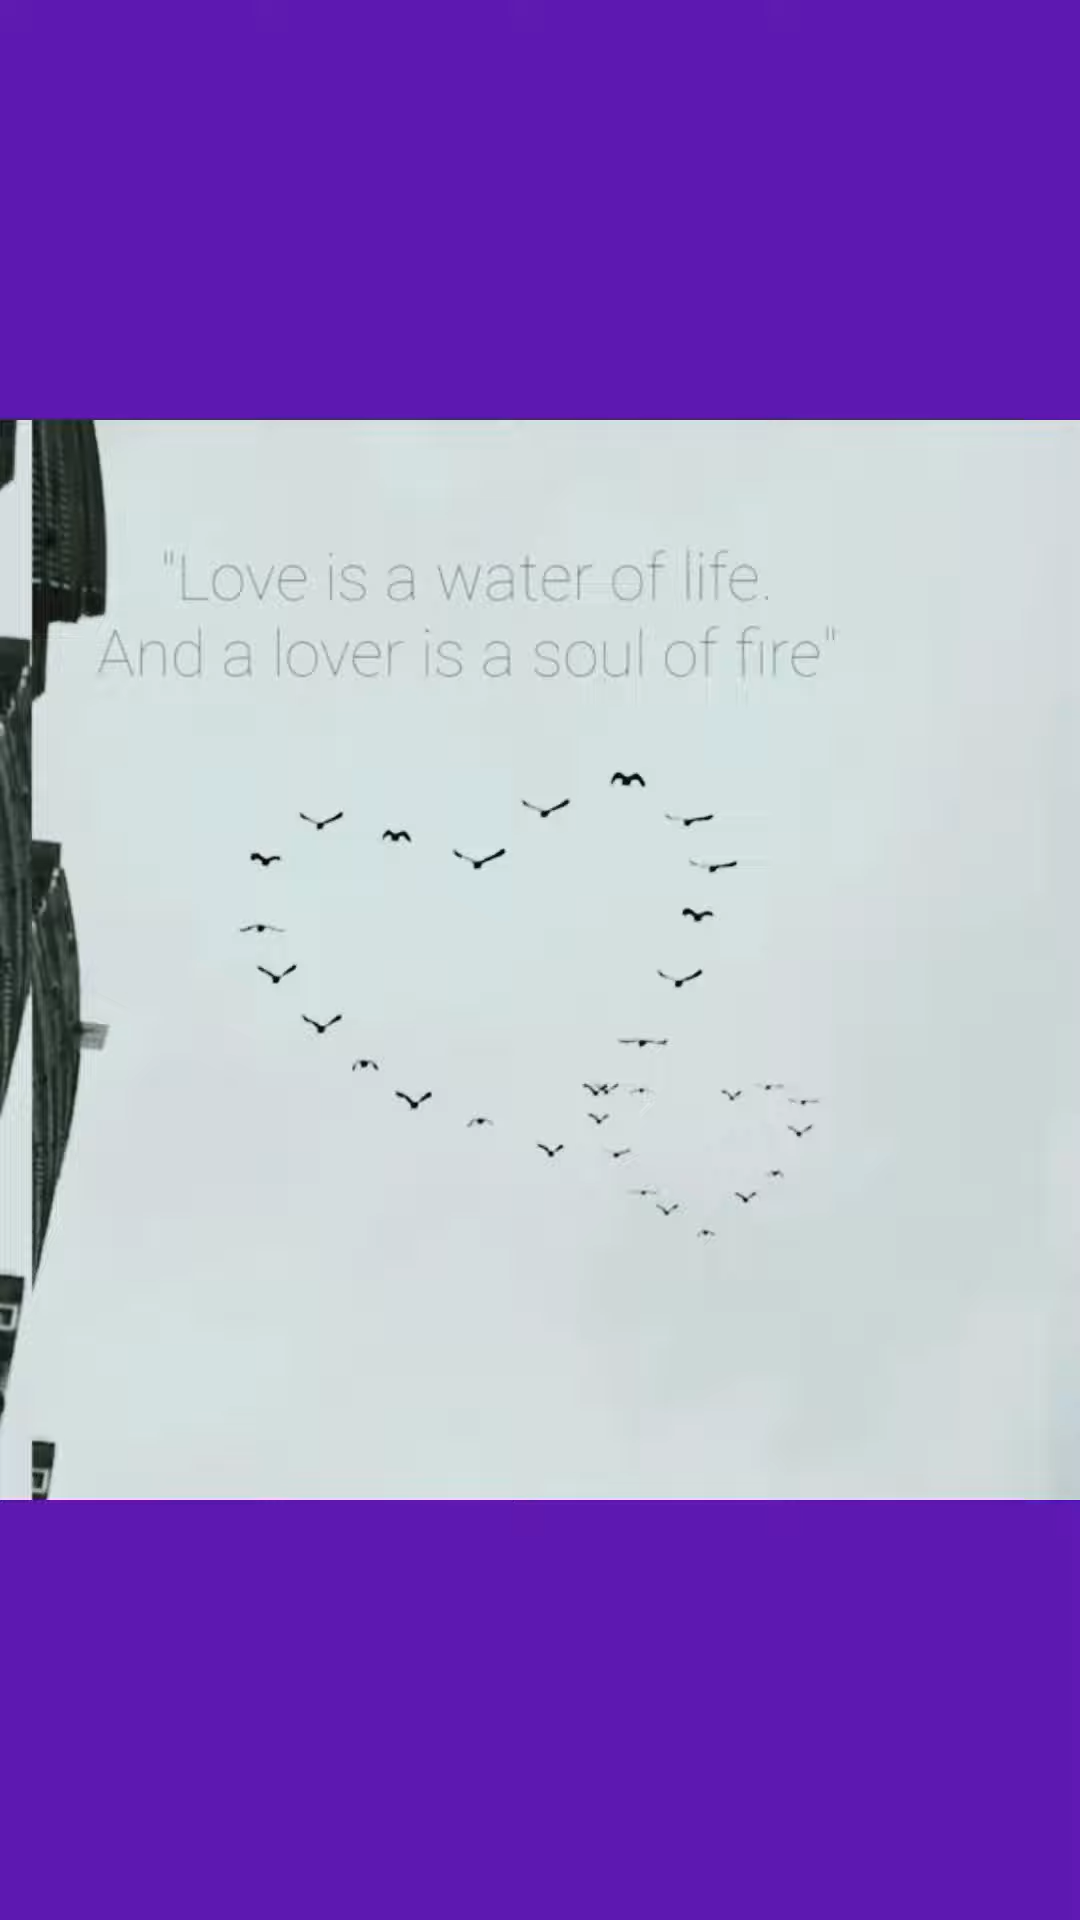 "Love is a water of life.
And a lover is a soul of fire"